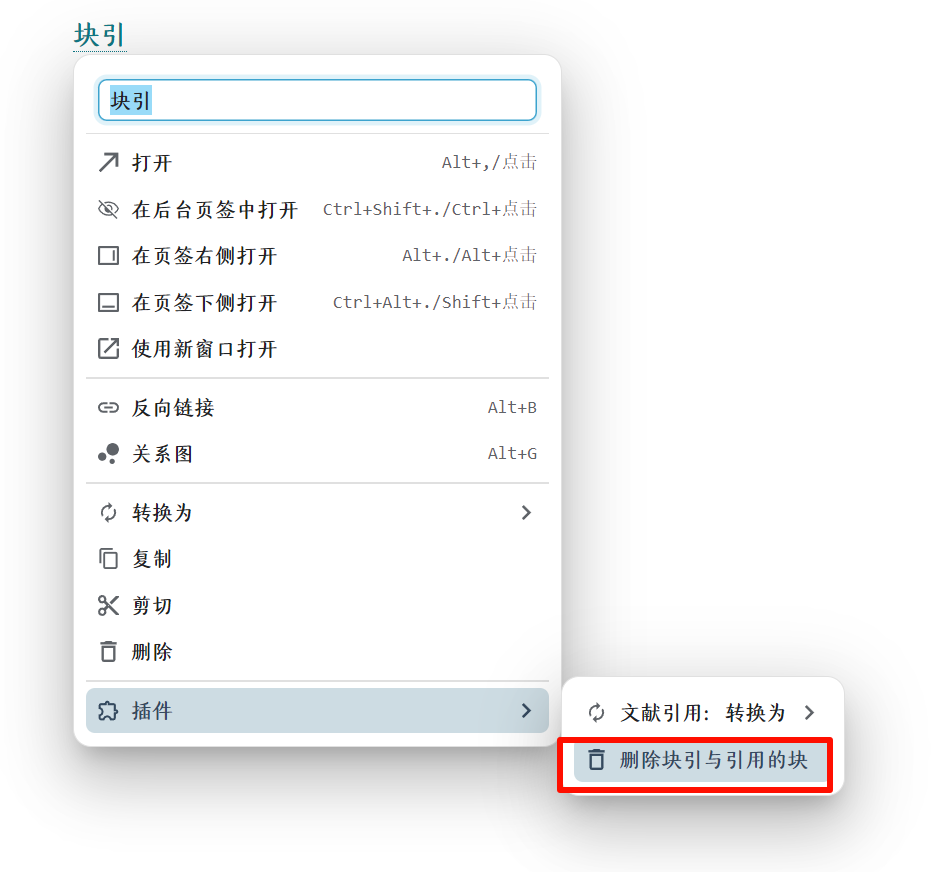 块引
块引
打开 Alt+,/点击
在后台页签中打开 Ctrl+Shift+./Ctrl+点击
在页签右侧打开 Alt+./Alt+点击
在页签下侧打开 Ctrl+Alt+./Shift+点击
使用新窗口打开
反向链接 Alt+B
关系图 Alt+G
转换为
复制
剪切
删除
插件
文献引用: 转换为
删除块引与引用的块